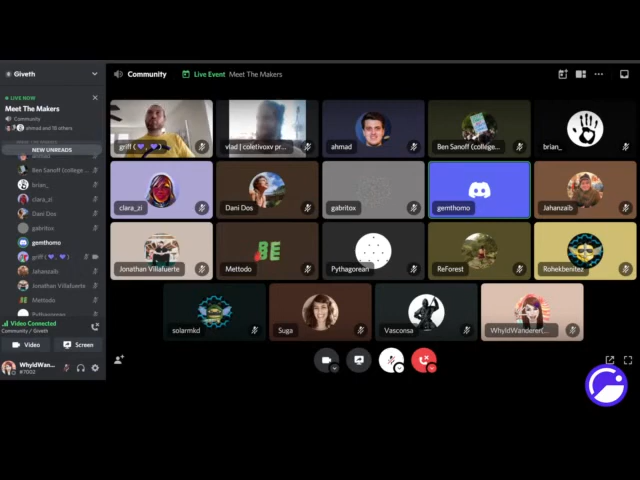 Giveth
Community
Live Event
Meet The Makers
LIVE NOW
Meet The Makers
Community
ahmad and 18 others
NEW UNREADS
ahmad
Ben Sanoff (college...
brian_
clara_zi
Dani Dos
gabritox
gemthomo
griff ( 💜, 💜 )
Jahanzaib
Jonathan Villafuerte
Mettodo
Pythagorean
Video Connected
Community / Giveth
Video
Screen
WhyldWan...
#7002
griff ( 💜, 💜 )
vlad | coletivoxv pr...
ahmad
Ben Sanoff (college...
brian_
clara_zi
Dani Dos
gabritox
gemthomo
Jahanzaib
Jonathan Villafuerte
BE
Mettodo
Pythagorean
ReForest
Rohekbenitez
solarmkd
Suga
Vasconsa
WhyldWanderer(...